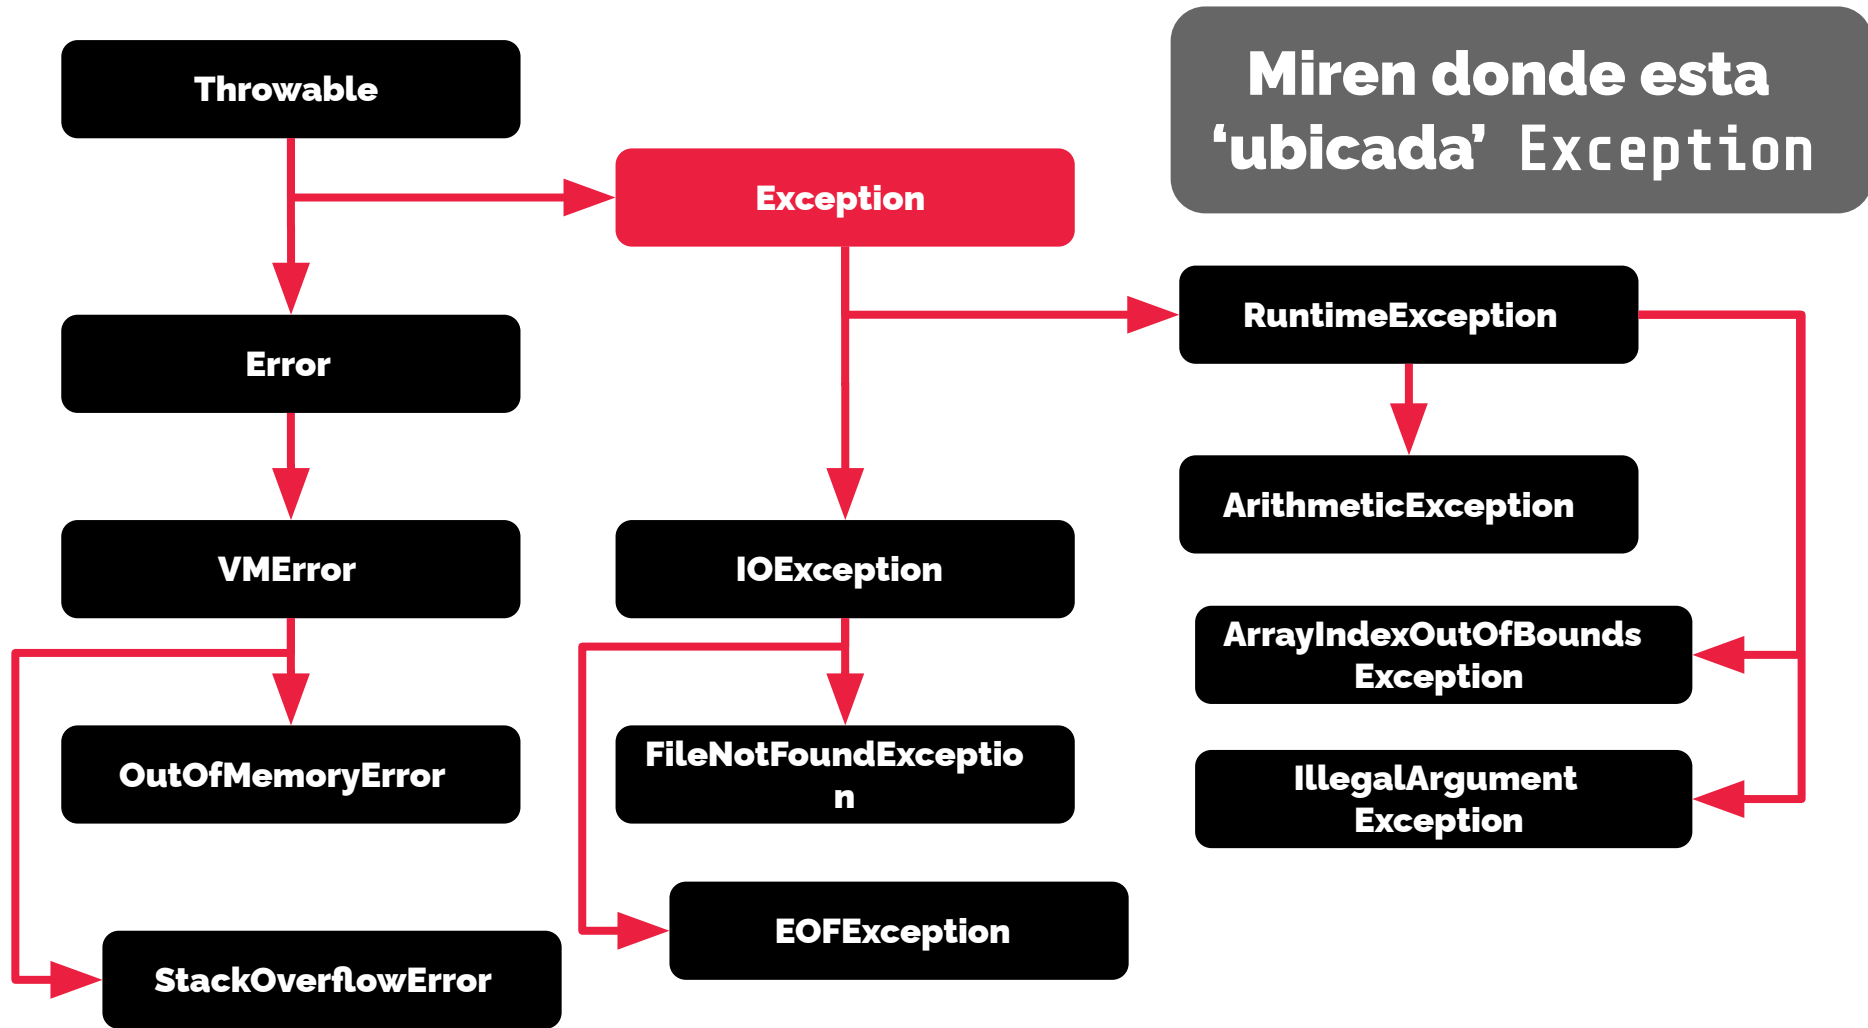 Miren donde esta
‘ubicada’ Exception
Throwable
Exception
RuntimeException
Error
ArithmeticException
VMError
IOException
ArrayIndexOutOfBounds
Exception
OutOfMemoryError
FileNotFoundExceptio
n
IllegalArgument
Exception
EOFException
StackOverflowError